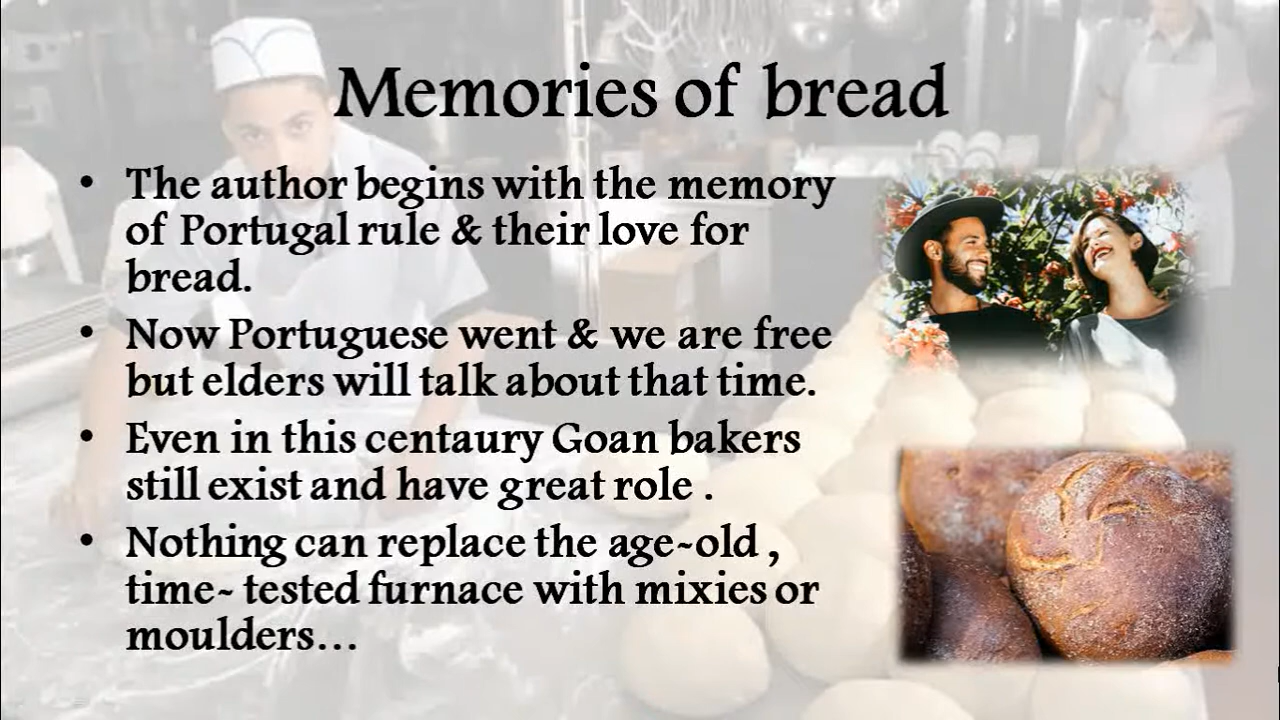 Memories of bread
• The author begins with the memory
of Portugal rule & their love for
bread.
• Now Portuguese went & we are free
but elders will talk about that time.
• Even in this centaury Goan bakers
still exist and have great role .
• Nothing can replace the age-old ,
time- tested furnace with mixies or
moulders...